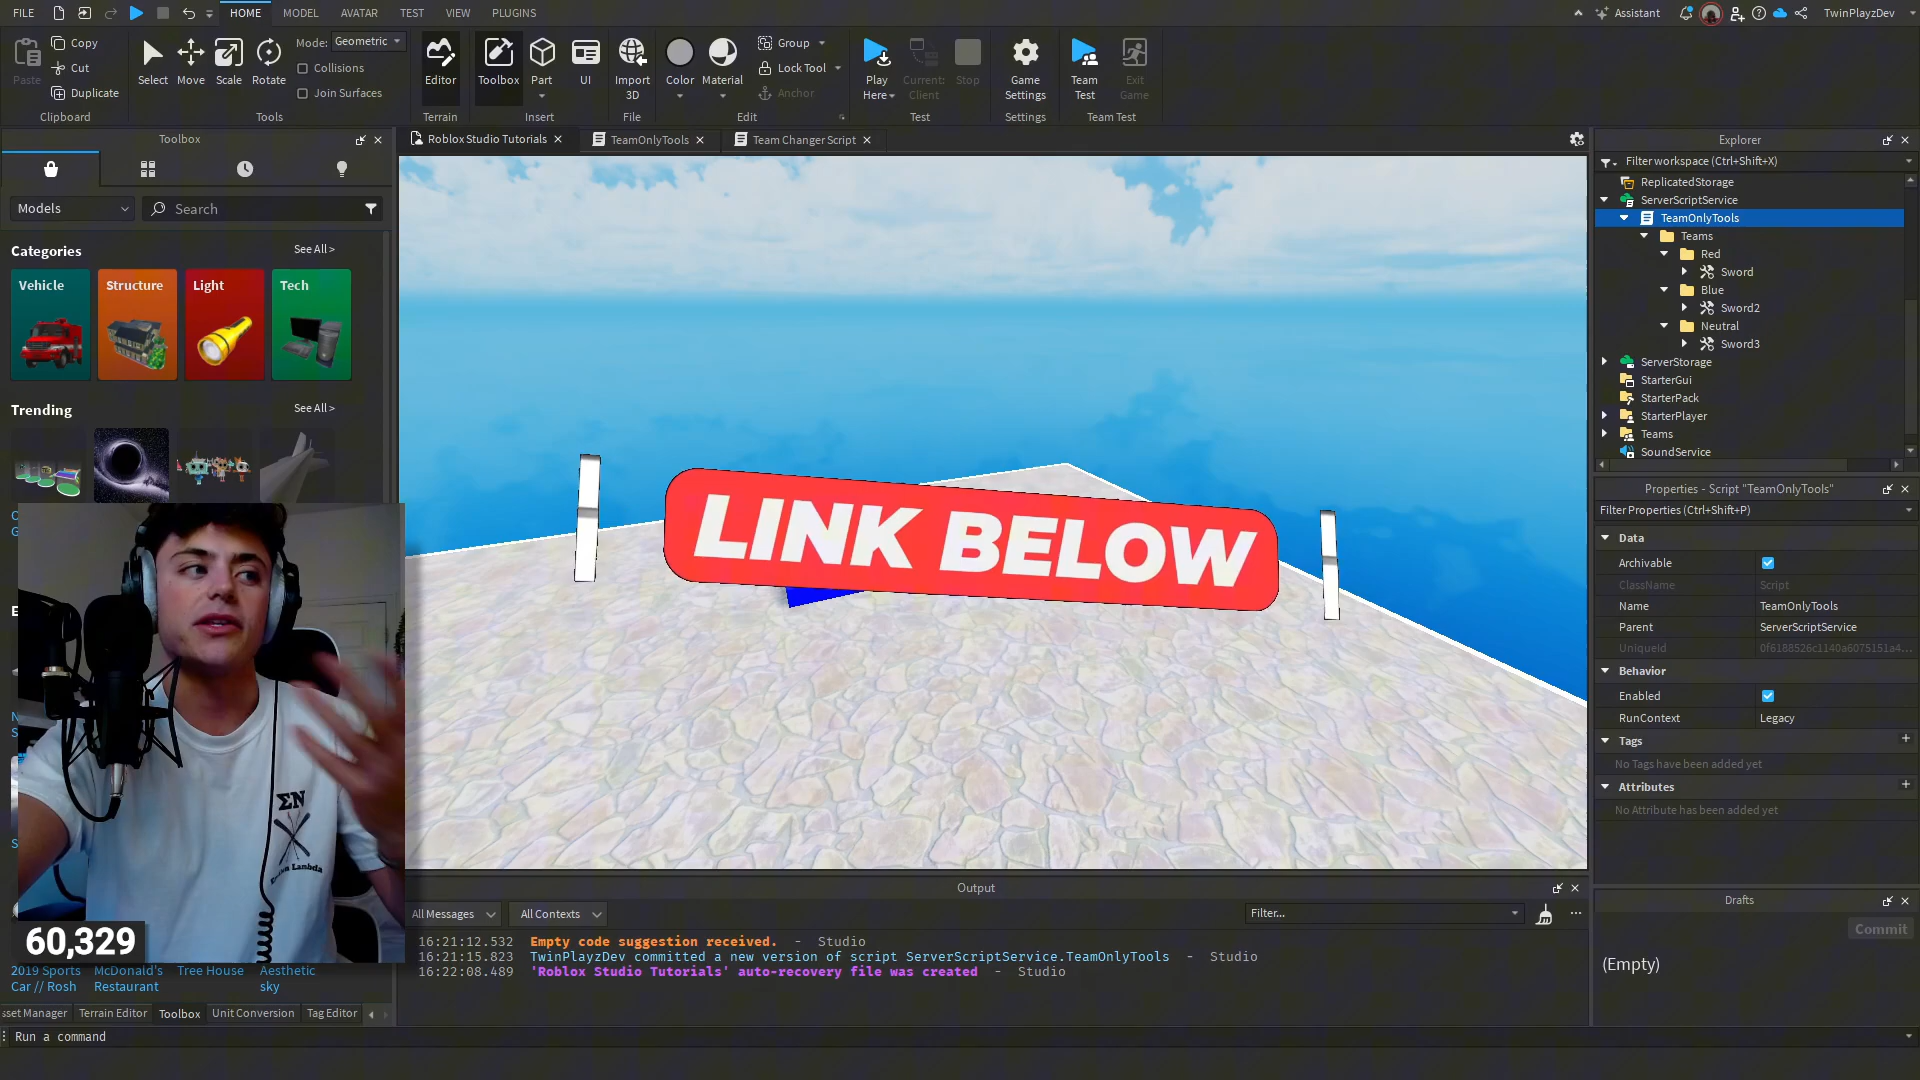 FILE
HOME
MODEL
AVATAR
TEST
VIEW
PLUGINS
Assistant
TwinPlayzDev
Paste
Copy
Cut
Duplicate
Clipboard
Select
Move
Scale
Rotate
Mode:
Geometric
Collisions
Join Surfaces
Tools
Editor
Terrain
Toolbox
Part
UI
Insert
Import
3D
File
Color
Material
Group
Lock Tool
Anchor
Edit
Play
Here
Current:
Client
Stop
Test
Game
Settings
Settings
Team
Test
Exit
Game
Team Test
Toolbox
Models
Search
Categories
See All >
Vehicle
Structure
Light
Tech
Trending
See All >
60,329
2019 Sports
Car // Rosh
McDonald's
Restaurant
Tree House
Aesthetic
sky
sset Manager
Terrain Editor
Toolbox
Unit Conversion
Tag Editor
Run a command
Roblox Studio Tutorials
TeamOnlyTools
Team Changer Script
LINK BELOW
ΣΝ
Lambda
Output
All Messages
All Contexts
Filter...
16:21:12.532 Empty code suggestion received. - Studio
16:21:15.823 TwinPlayzDev committed a new version of script ServerScriptService.TeamOnlyTools - Studio
16:22:08.489 'Roblox Studio Tutorials' auto-recovery file was created - Studio
Explorer
Filter workspace (Ctrl+Shift+X)
ReplicatedStorage
ServerScriptService
TeamOnlyTools
Teams
Red
Sword
Blue
Sword2
Neutral
Sword3
ServerStorage
StarterGui
StarterPack
StarterPlayer
Teams
SoundService
Properties - Script "TeamOnlyTools"
Filter Properties (Ctrl+Shift+P)
Data
Archivable
ClassName Script
Name TeamOnlyTools
Parent ServerScriptService
UniqueId 0f6188526c1140a6075151a4...
Behavior
Enabled
RunContext Legacy
Tags
No Tags have been added yet
Attributes
No Attribute has been added yet
Drafts
Commit
(Empty)